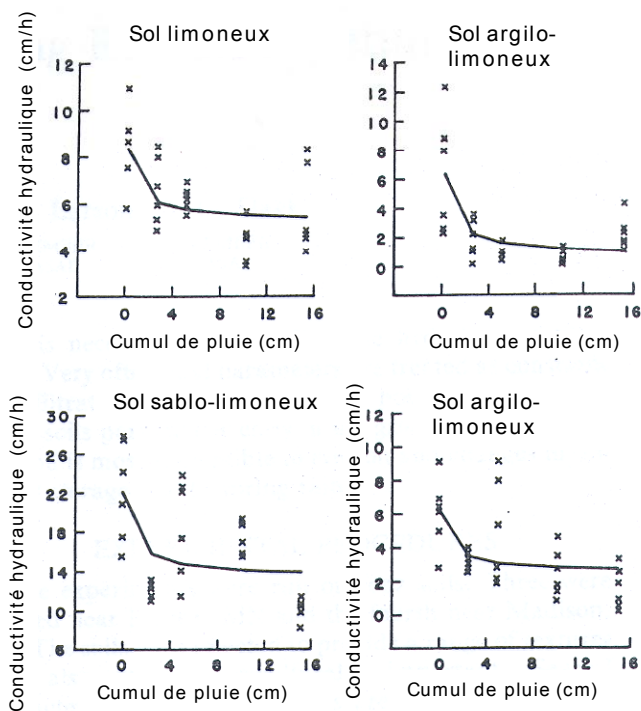 Sol limoneux
Conductivité hydraulique (cm/h)
12
10
8
6
4
2
0 4 8 12 16
Cumul de pluie (cm)
Sol argilo-
limoneux
14
12
10
8
6
4
2
0
0 4 8 12 16
Cumul de pluie (cm)
Sol sablo-limoneux
Conductivité hydraulique (cm/h)
30
26
22
18
14
10
6
0 4 8 12 16
Cumul de pluie (cm)
Sol argilo-
limoneux
Conductivité hydraulique (cm/h)
12
10
8
6
4
2
0
0 4 8 12 16
Cumul de pluie (cm)